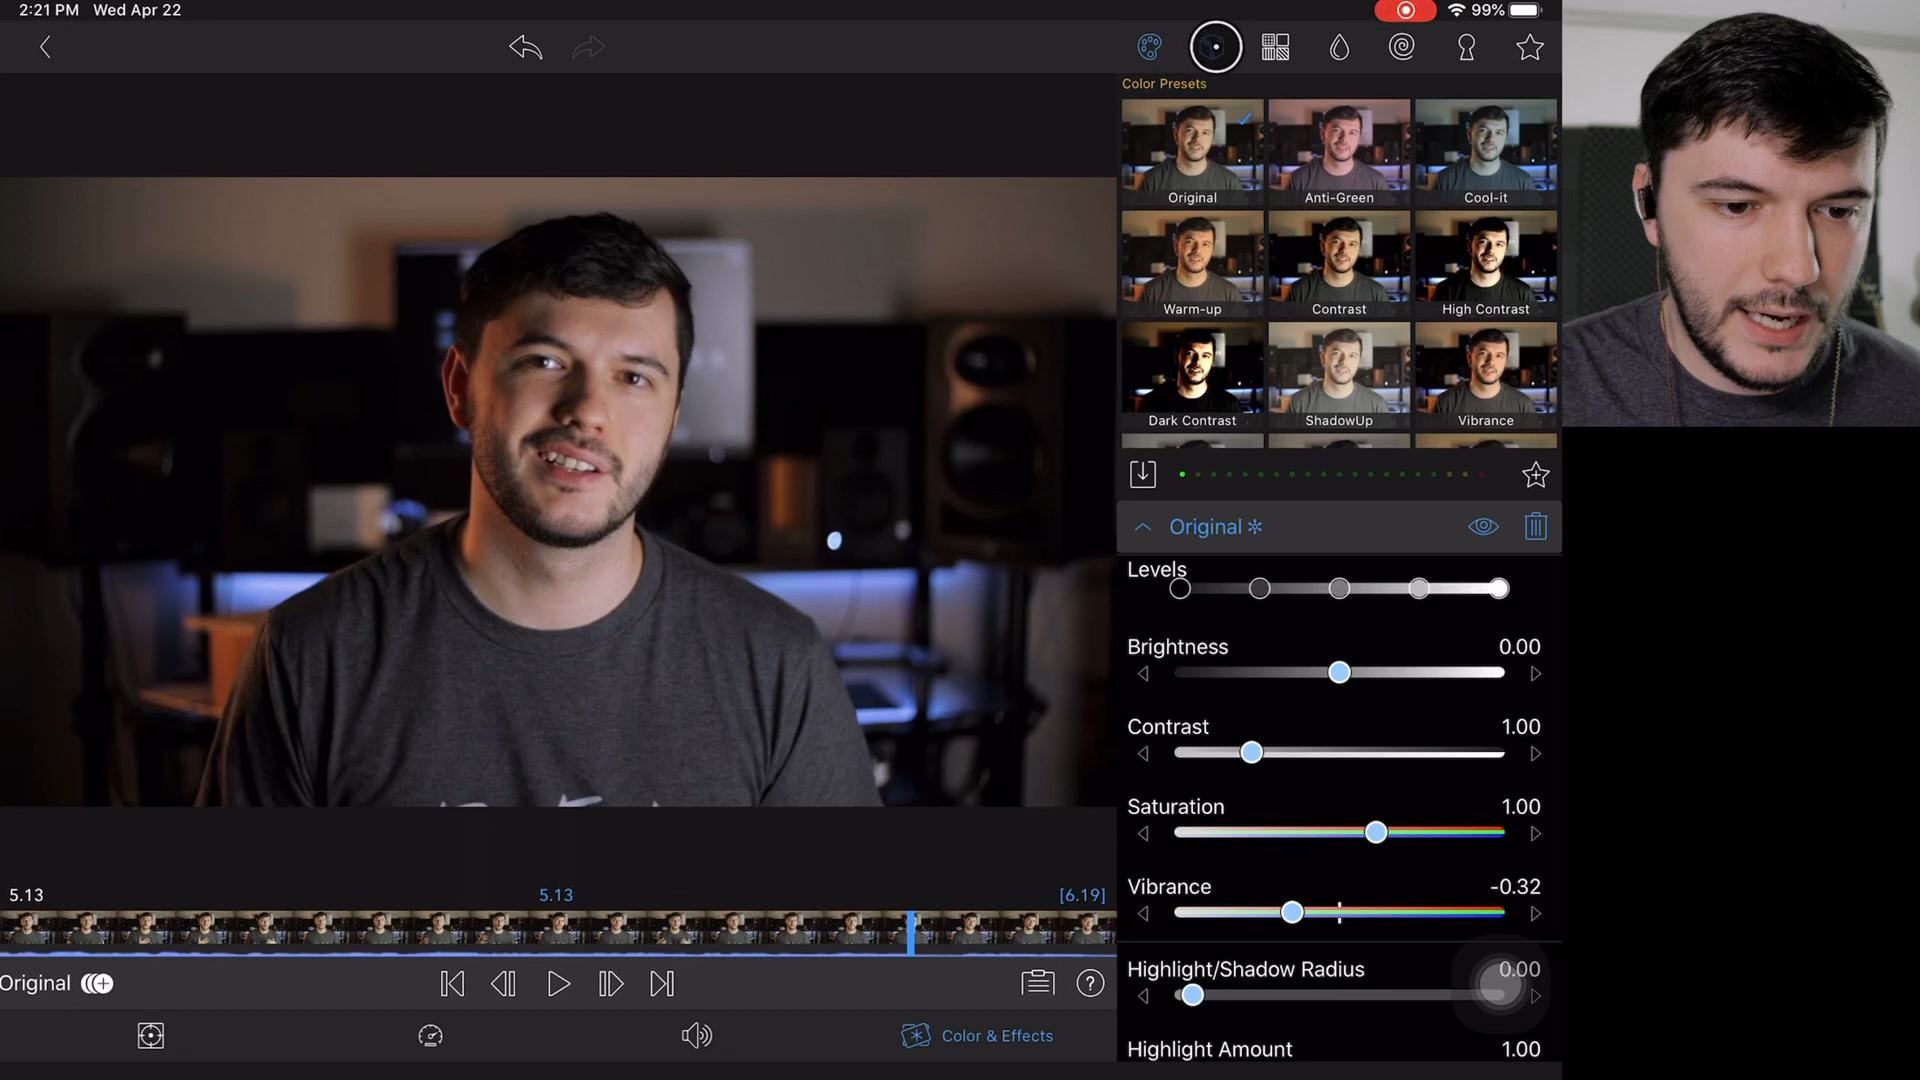 2:21 PM Wed Apr 22
99%
Color Presets
Original
Anti-Green
Cool-it
Warm-up
Contrast
High Contrast
Dark Contrast
ShadowUp
Vibrance
Original
Levels
Brightness 0.00
Contrast 1.00
Saturation 1.00
Vibrance -0.32
Highlight/Shadow Radius 0.00
Highlight Amount 1.00
5.13
5.13
[6.19]
Original
?
Color & Effects